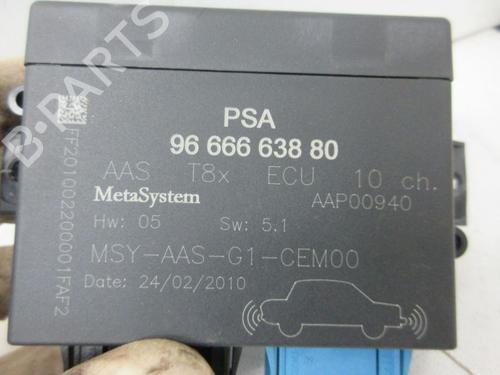 PSA
96 666 638 80
AAS T8x ECU 10 ch.
MetaSystem AAP00940
Hw: 05 Sw: 5.1
MSY-AAS-G1-CEM00
Date: 24/02/2010
FF2010022000001FAF2
B-PARTS